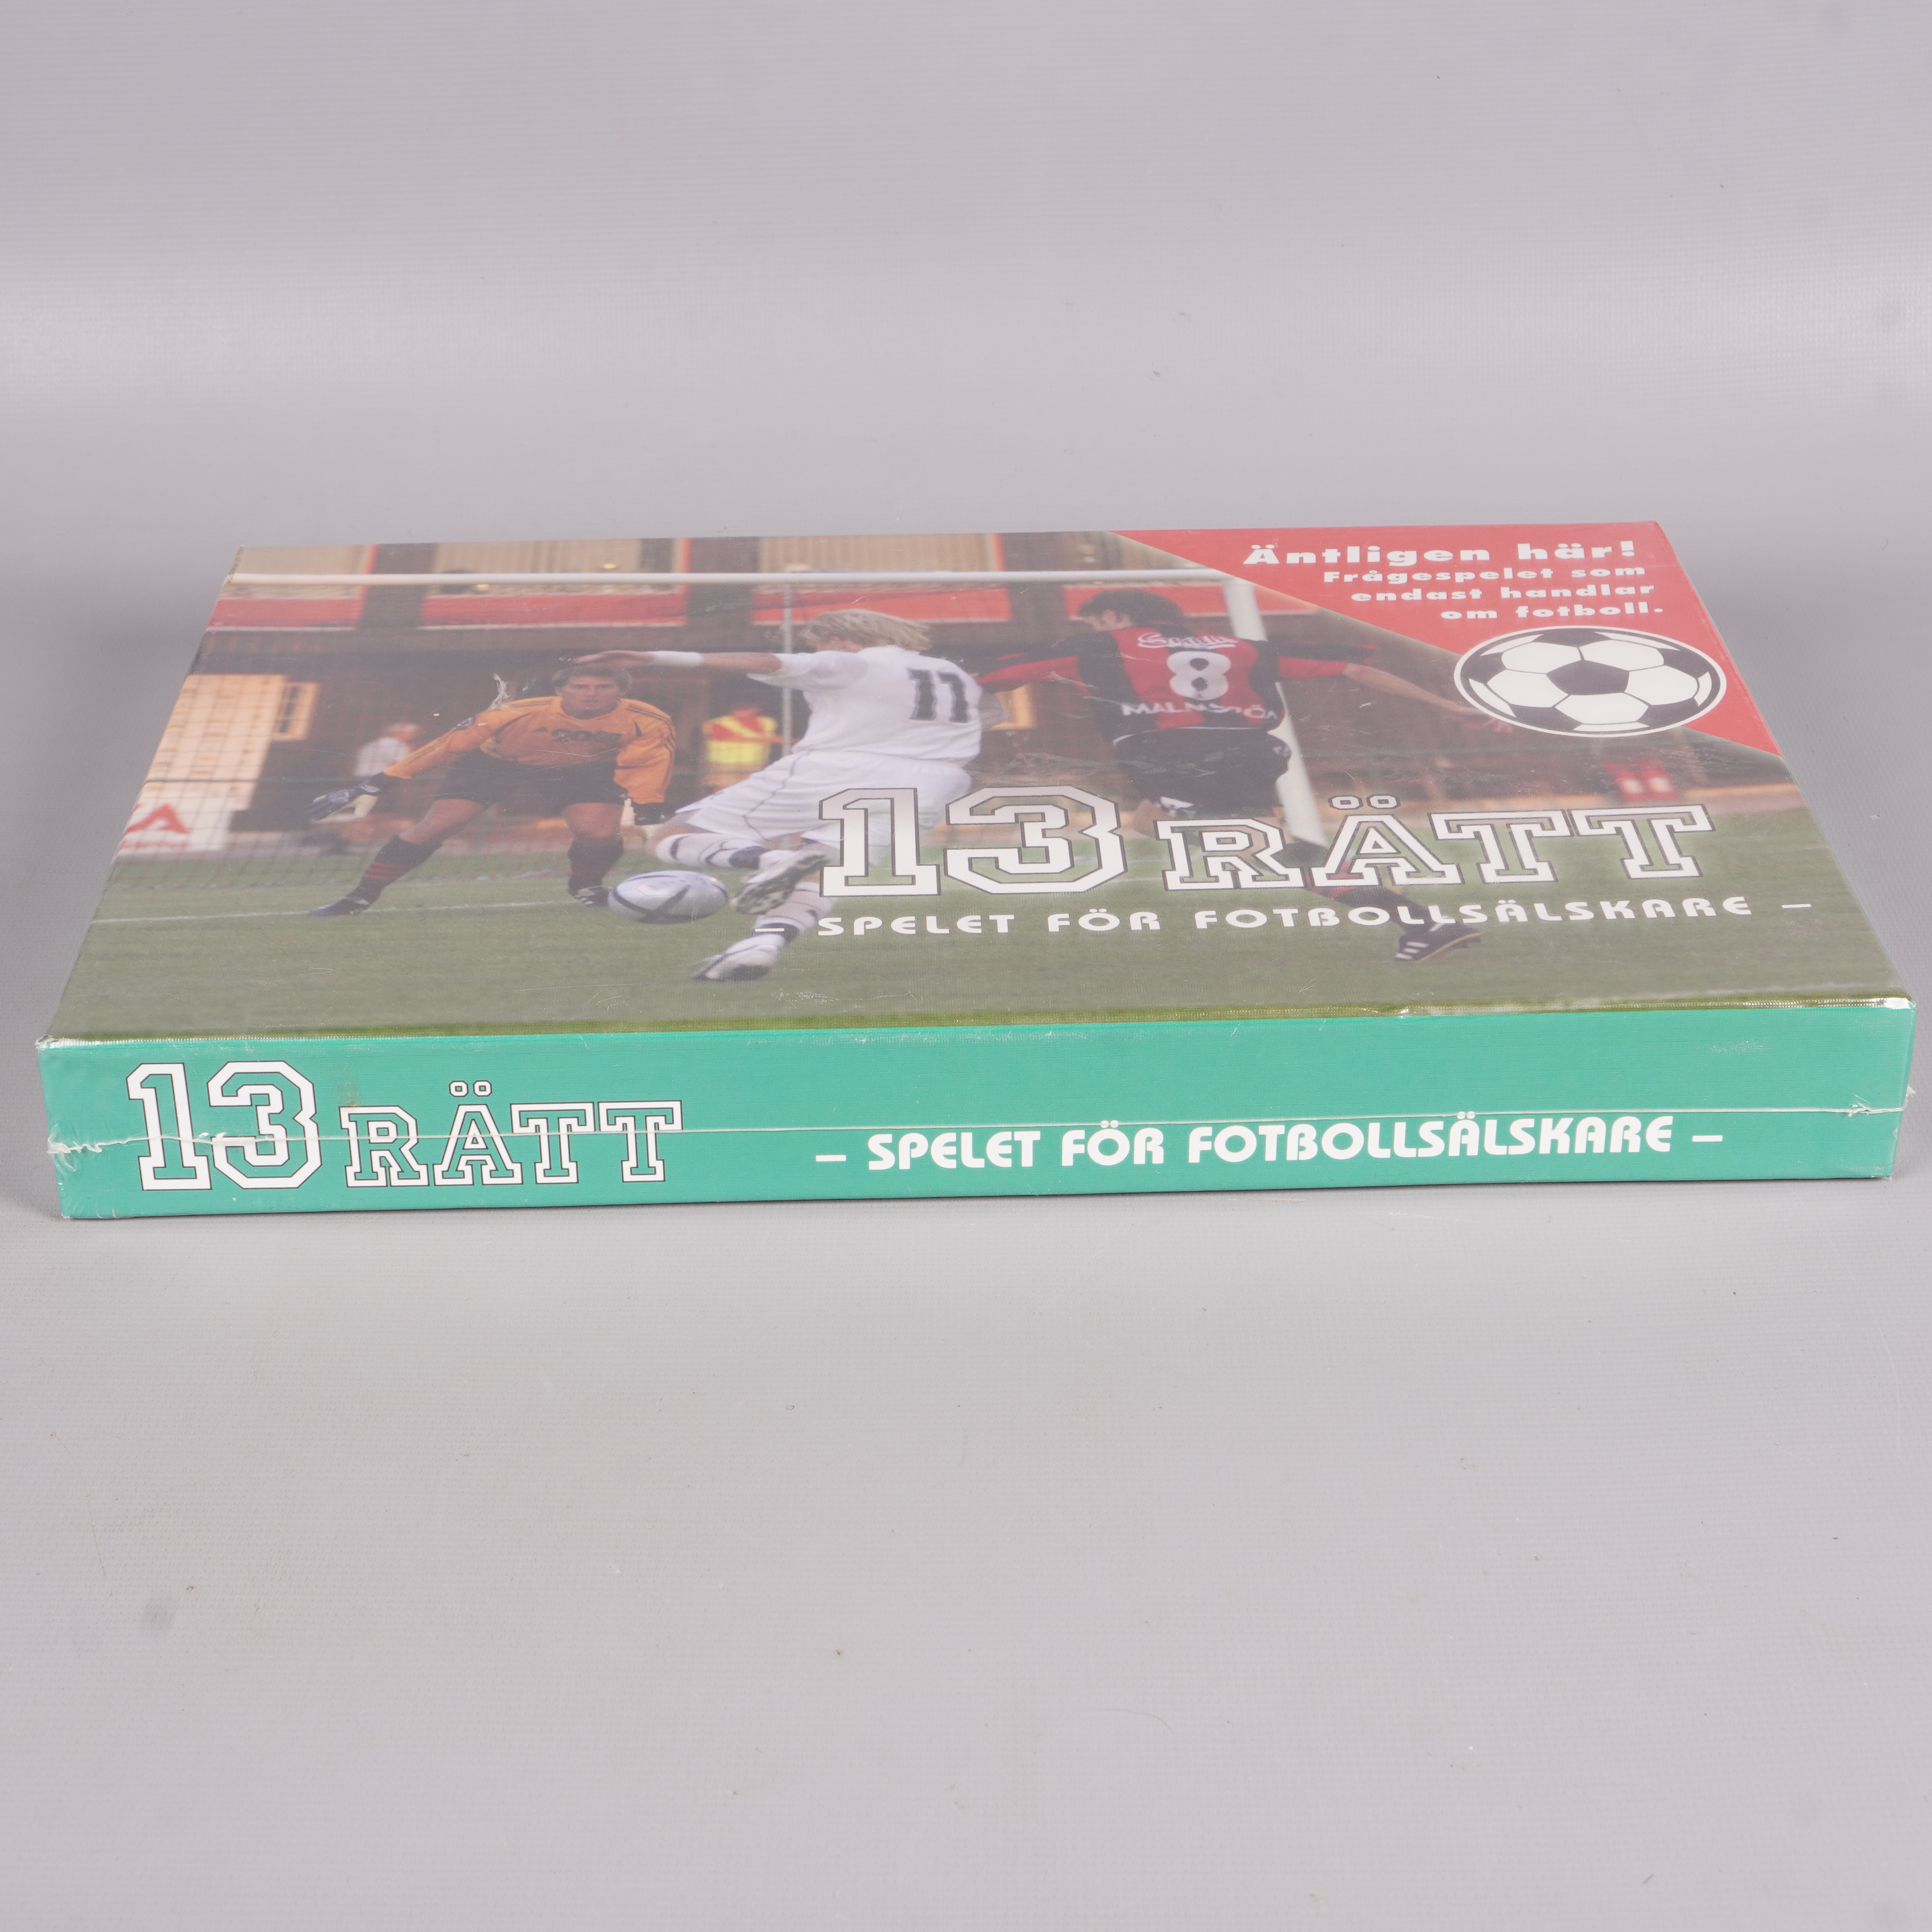 Äntligen här!
Frågespelet som
endast handlar
om fotboll.
11
8
13 RÄTT
– SPELET FÖR FOTBOLLSÄLSKARE –
13 RÄTT
– SPELET FÖR FOTBOLLSÄLSKARE –